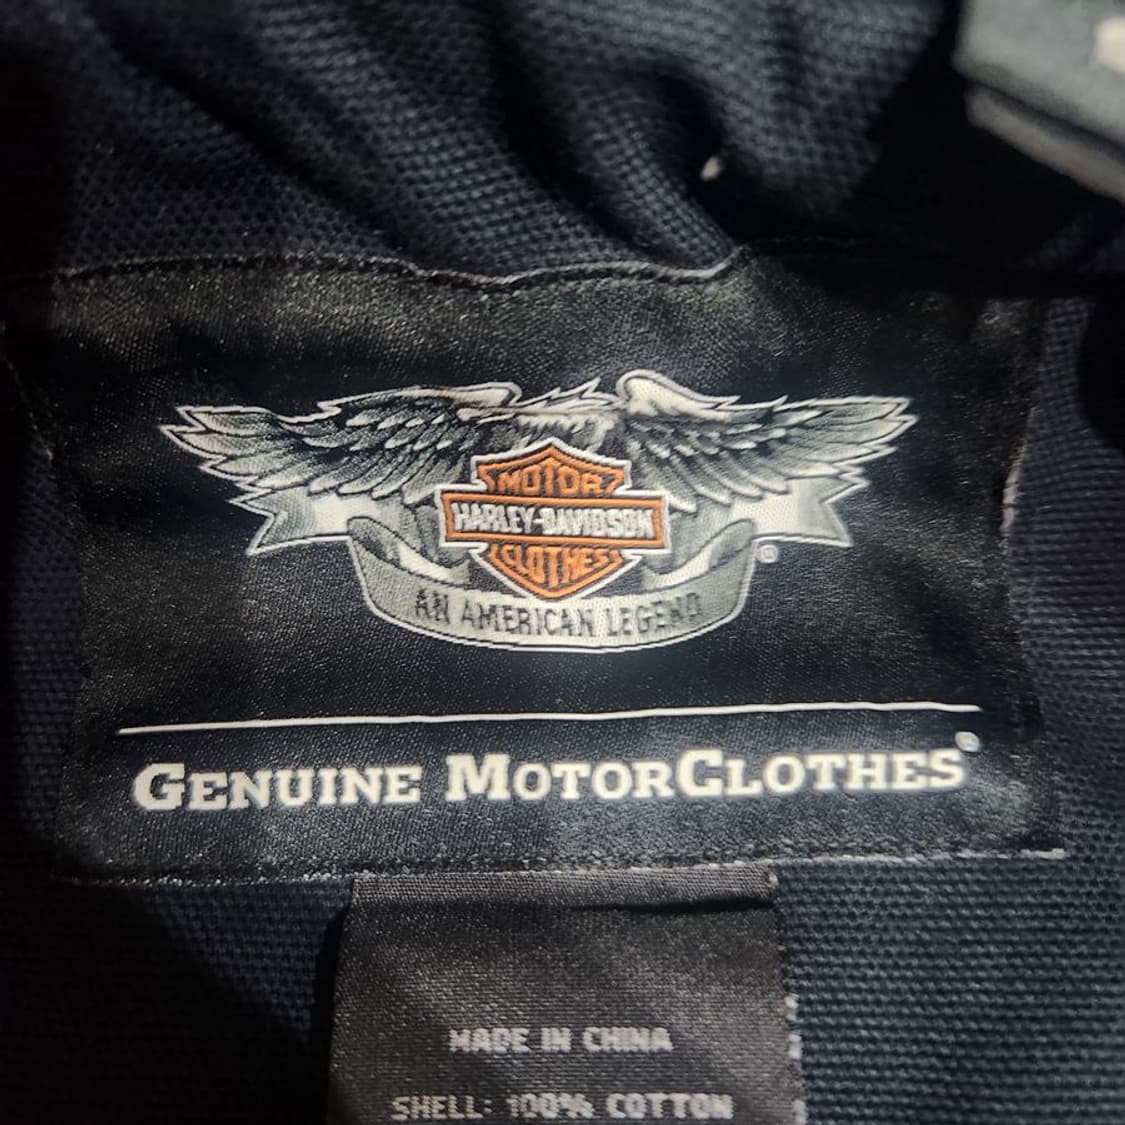 MOTOR
HARLEY-DAVIDSON
CLOTHES
®
AN AMERICAN LEGEND
GENUINE MOTORCLOTHES®
MADE IN CHINA
SHELL: 100% COTTON